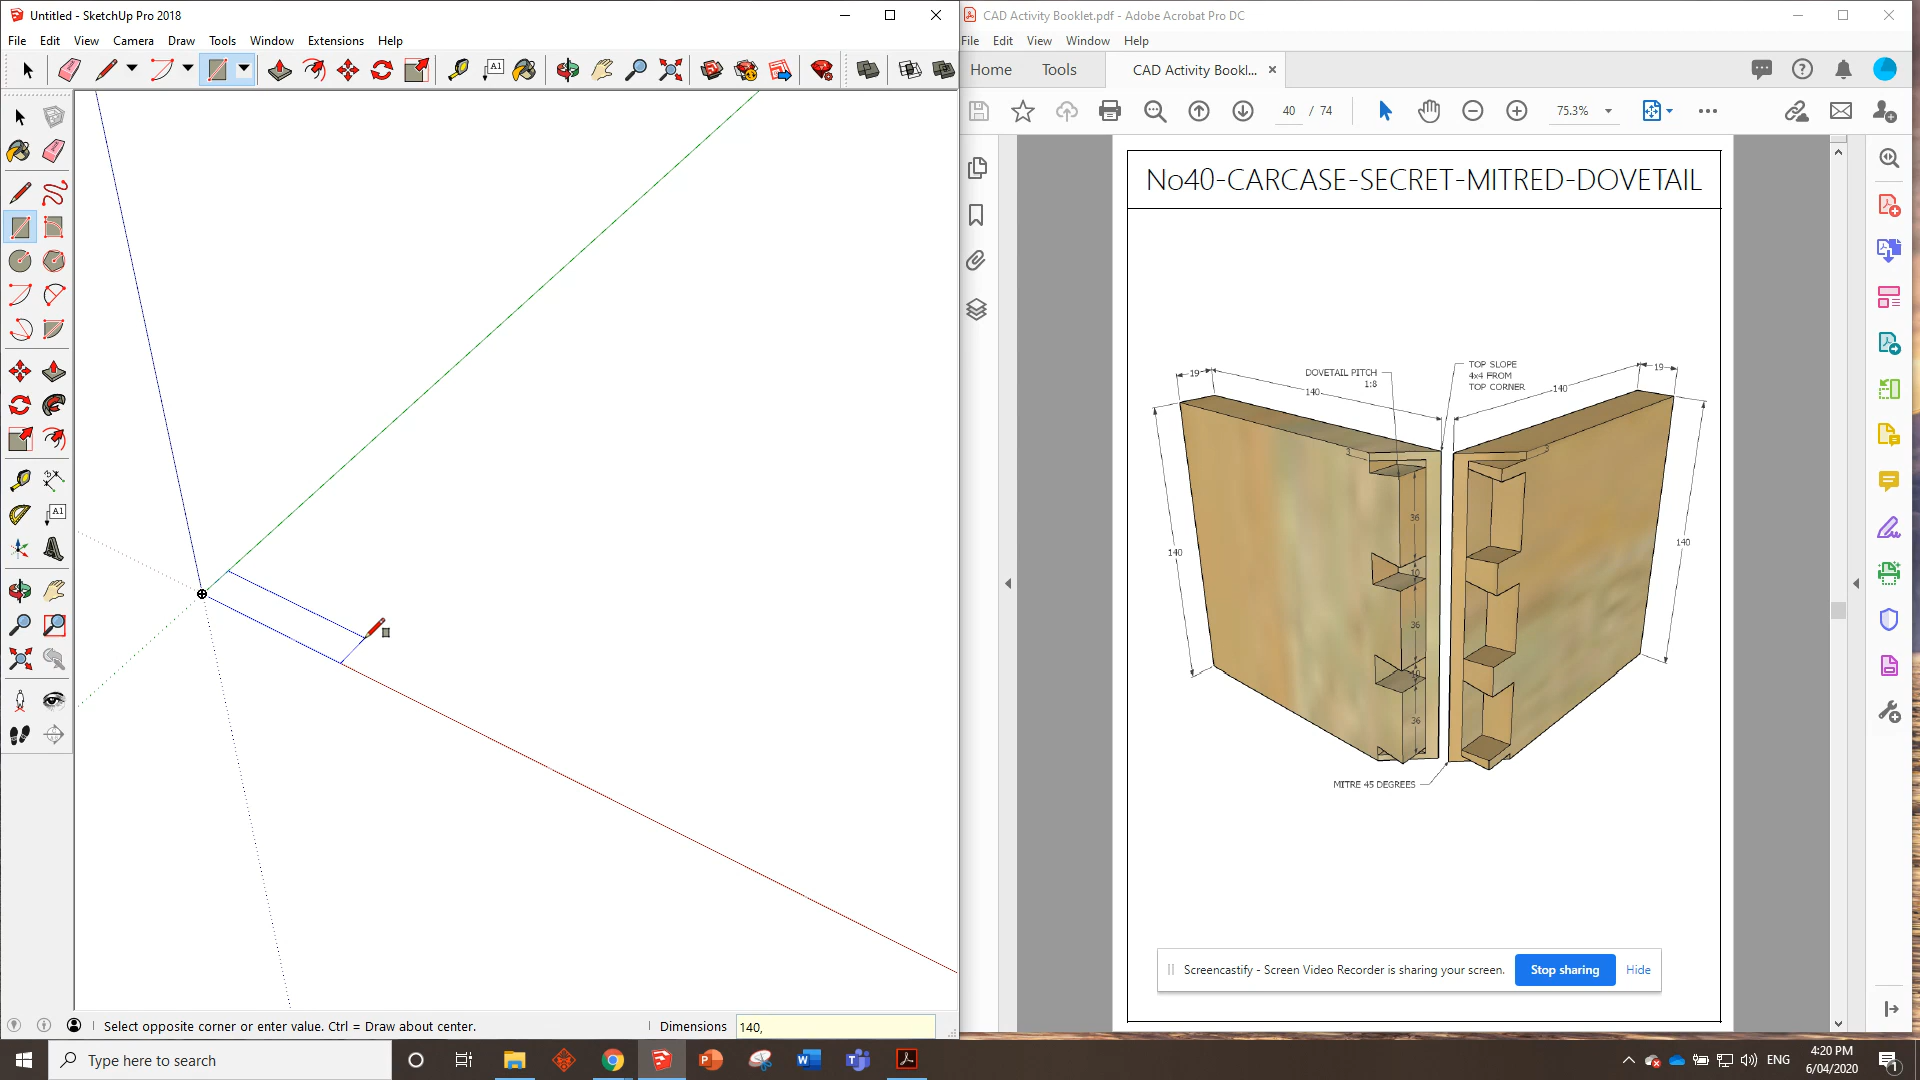 Untitled - SketchUp Pro 2018
File Edit View Camera Draw Tools Window Extensions Help
A1
A1
Select opposite corner or enter value. Ctrl = Draw about center.
Dimensions 140,
CAD Activity Booklet.pdf - Adobe Acrobat Pro DC
File Edit View Window Help
Home Tools CAD Activity Bookl... ×
40 / 74 75.3%
No40-CARCASE-SECRET-MITRED-DOVETAIL
19
DOVETAIL PITCH
1:8
140
TOP SLOPE
4x4 FROM
TOP CORNER
140
19
140
36
10
36
10
36
140
MITRE 45 DEGREES
Screencastify - Screen Video Recorder is sharing your screen. Stop sharing Hide
Type here to search
ENG
4:20 PM
6/04/2020
1